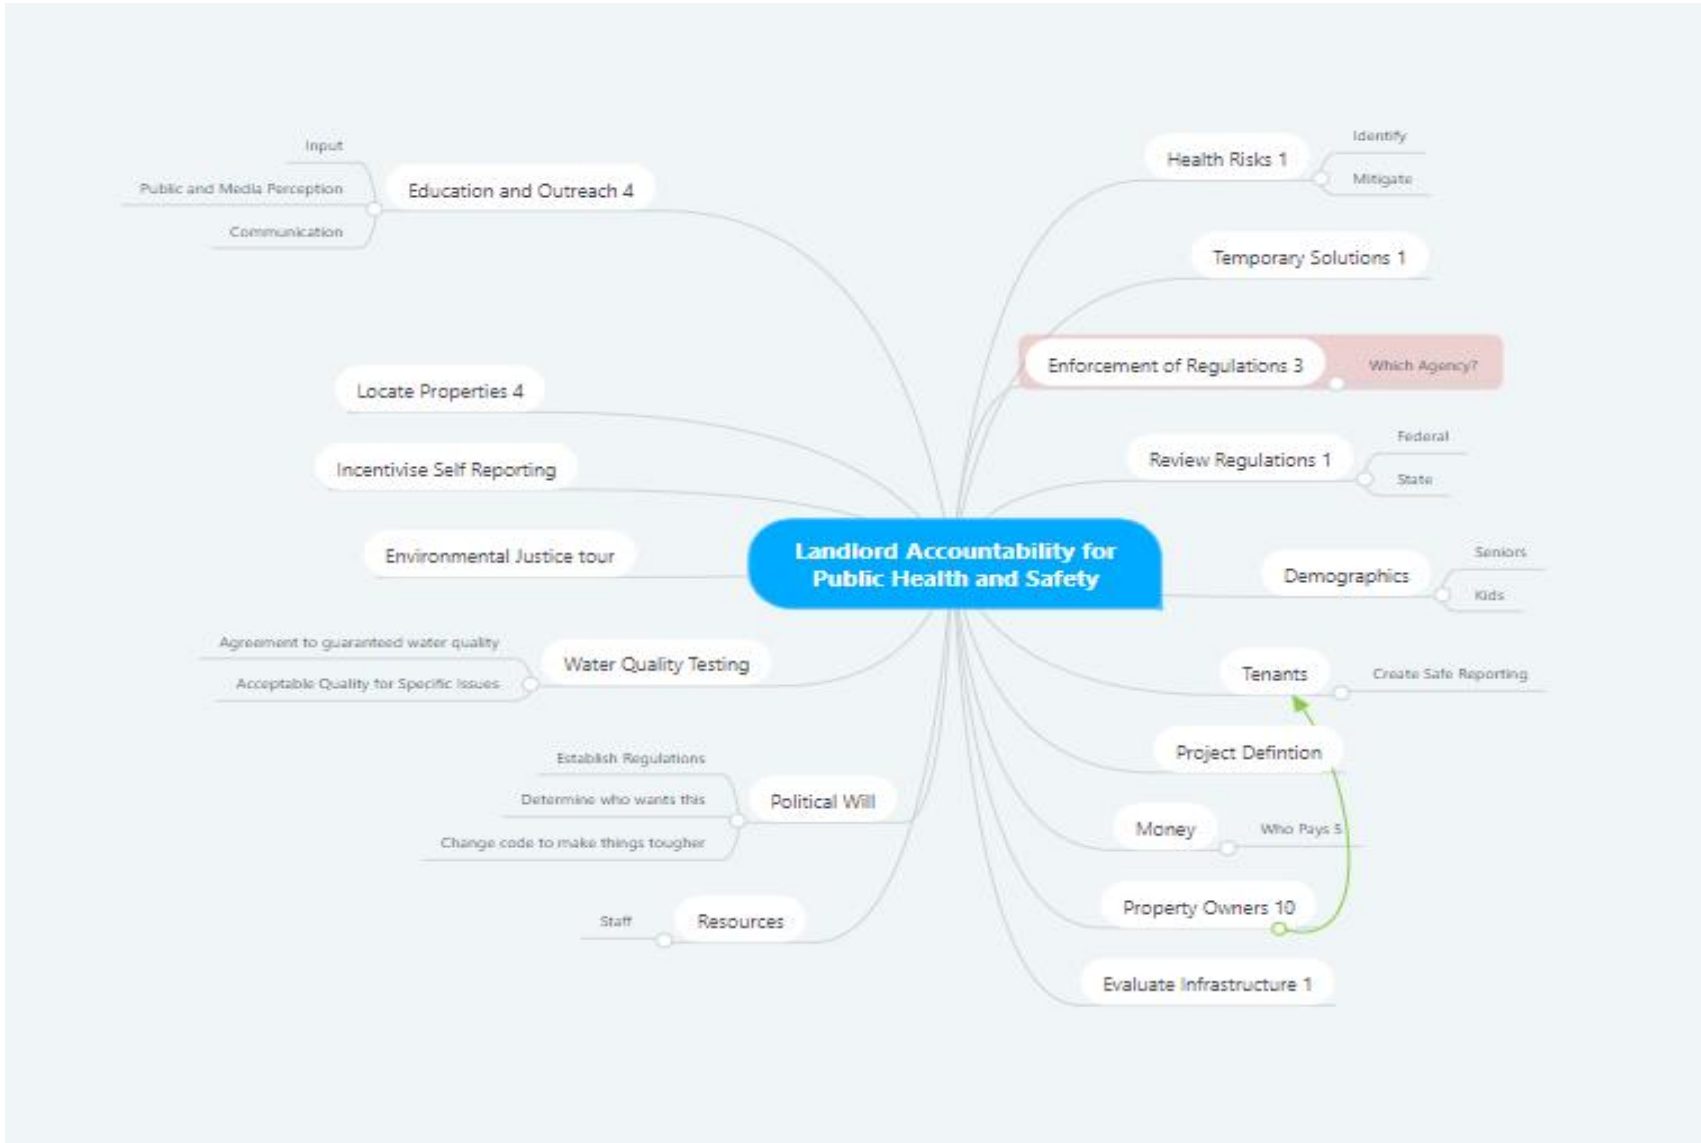 Input
Public and Media Perception
Communication
Education and Outreach 4
Locate Properties 4
Incentivise Self Reporting
Environmental Justice tour
Agreement to guaranteed water quality
Acceptable Quality for Specific Issues
Water Quality Testing
Establish Regulations
Determine who wants this
Change code to make things tougher
Political Will
Staff
Resources
Landlord Accountability for
Public Health and Safety
Health Risks 1
Identify
Mitigate
Temporary Solutions 1
Enforcement of Regulations 3
Which Agency?
Review Regulations 1
Federal
State
Demographics
Seniors
Kids
Tenants
Create Safe Reporting
Project Defintion
Money
Who Pays 5
Property Owners 10
Evaluate Infrastructure 1